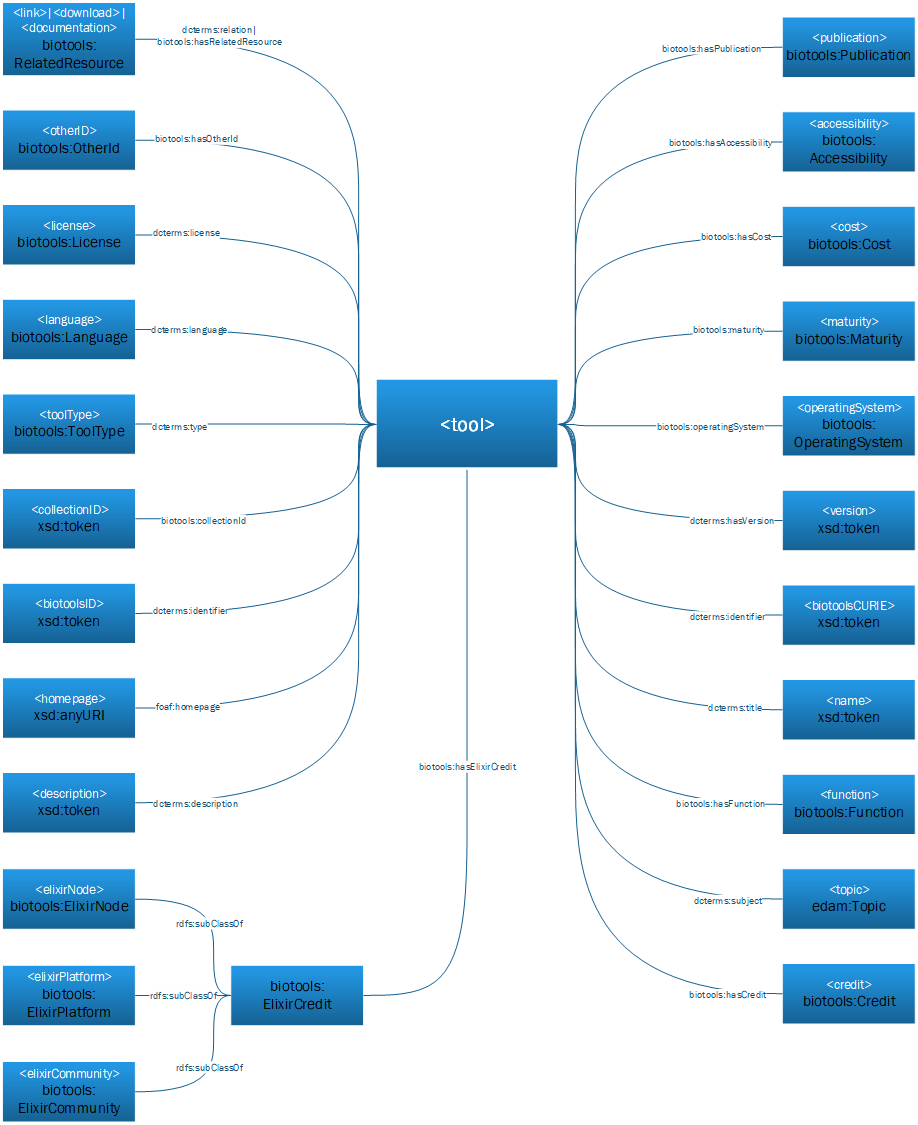 <link>|<download>|
<documentation>
biotools:
RelatedResource
dcterms:relation|
biotools:hasRelatedResource
<otherID>
biotools:OtherId
biotools:hasOtherId
<license>
biotools:License
dcterms:license
<language>
biotools:Language
dcterms:language
<toolType>
biotools:ToolType
dcterms:type
<collectionID>
xsd:token
biotools:collectionId
<biotoolsID>
xsd:token
dcterms:identifier
<homepage>
xsd:anyURI
foaf:homepage
<description>
xsd:token
dcterms:description
<elixirNode>
biotools:ElixirNode
rdfs:subClassOf
<elixirPlatform>
biotools:
ElixirPlatform
rdfs:subClassOf
<elixirCommunity>
biotools:
ElixirCommunity
rdfs:subClassOf
biotools:
ElixirCredit
biotools:hasElixirCredit
<tool>
biotools:hasPublication
<publication>
biotools:Publication
biotools:hasAccessibility
<accessibility>
biotools:
Accessibility
biotools:hasCost
<cost>
biotools:Cost
biotools:maturity
<maturity>
biotools:Maturity
biotools:operatingSystem
<operatingSystem>
biotools:
OperatingSystem
dcterms:hasVersion
<version>
xsd:token
dcterms:identifier
<biotoolsCURIE>
xsd:token
dcterms:title
<name>
xsd:token
biotools:hasFunction
<function>
biotools:Function
dcterms:subject
<topic>
edam:Topic
biotools:hasCredit
<credit>
biotools:Credit